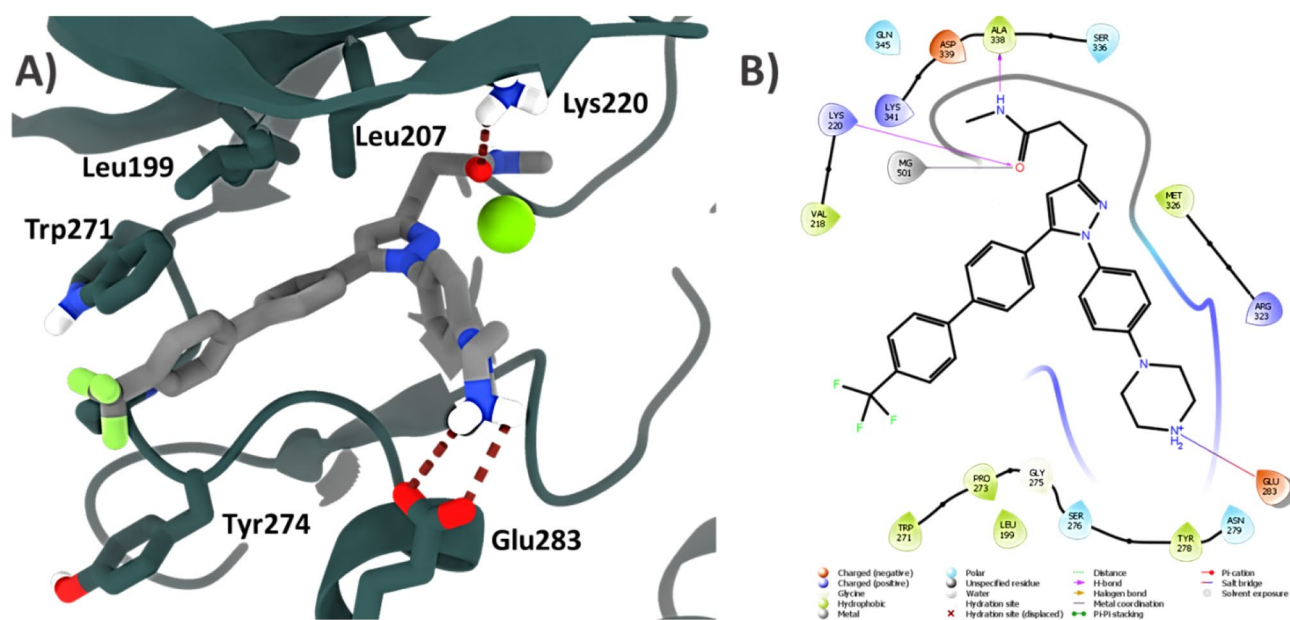 A)
Lys220
Leu207
Leu199
Trp271
Tyr274
Glu283
B)
GLN
345
ASP
339
ALA
338
SER
336
LYS
220
LYS
341
H
N
MG
501
O
VAL
218
MET
326
N
N
ARG
323
N
F
F
F
N+
H2
GLU
283
PRO
273
GLY
275
TRP
271
LEU
199
SER
276
TYR
278
ASN
279
Charged (negative)
Charged (positive)
Glycine
Hydrophobic
Metal
Polar
Unspecified residue
Water
Hydration site
Hydration site (displaced)
Distance
H-bond
Halogen bond
Metal coordination
Pi-Pi stacking
Pi-cation
Salt bridge
Solvent exposure